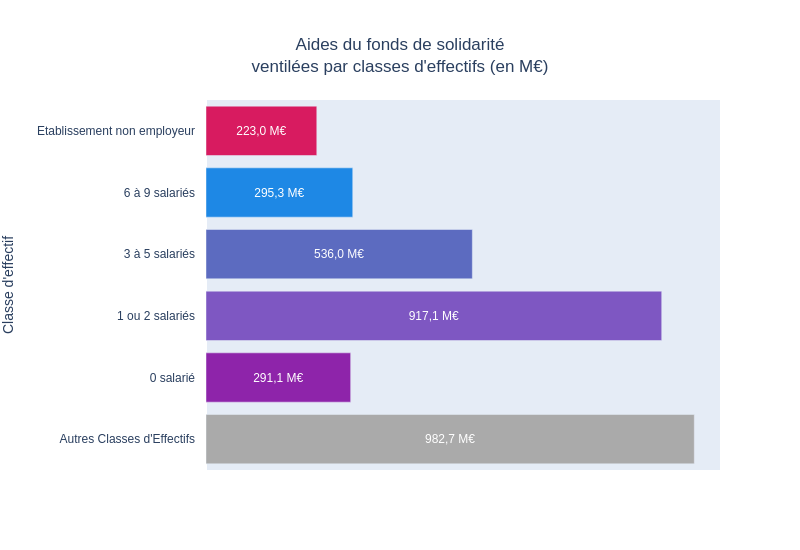 Aides du fonds de solidarité
ventilées par classes d'effectifs (en M€)
Classe d'effectif
Etablissement non employeur
223,0 M€
6 à 9 salariés
295,3 M€
3 à 5 salariés
536,0 M€
1 ou 2 salariés
917,1 M€
0 salarié
291,1 M€
Autres Classes d'Effectifs
982,7 M€